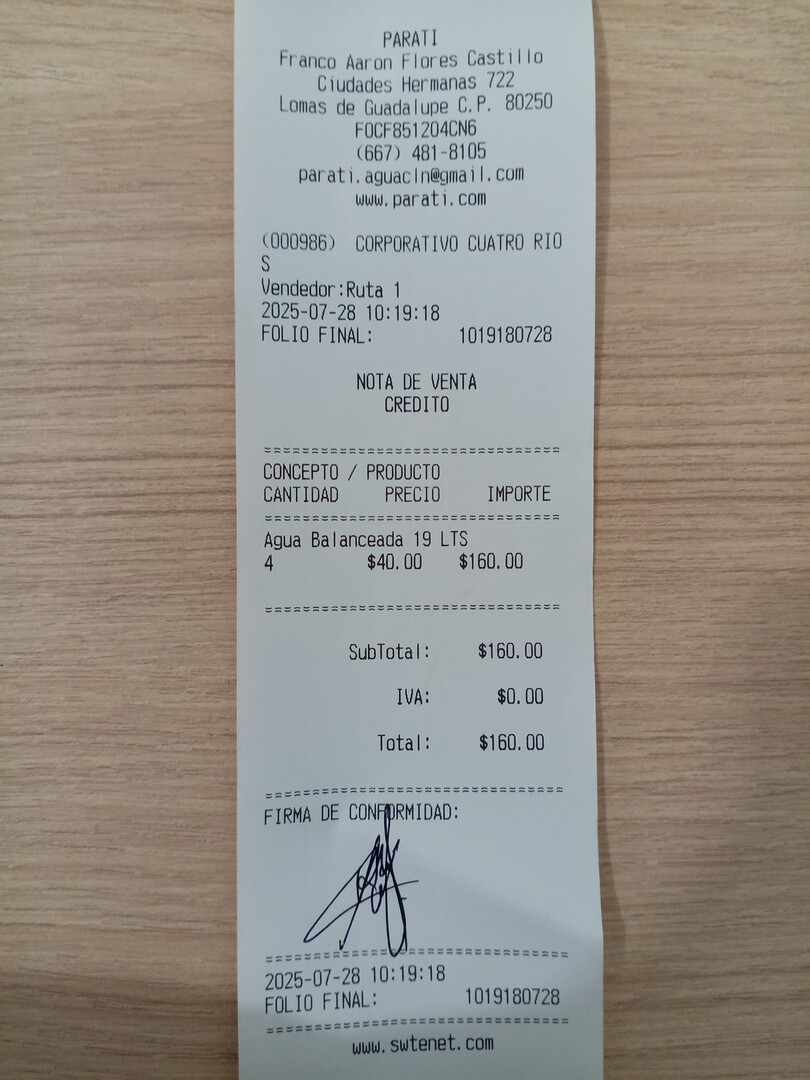 PARATI
Franco Aaron Flores Castillo
Ciudades Hermanas 722
Lomas de Guadalupe C.P. 80250
FOCF851204CN6
(667) 481-8105
parati.aguacln@gmail.com
www.parati.com
(000986) CORPORATIVO CUATRO RIO
S
Vendedor:Ruta 1
2025-07-28 10:19:18
FOLIO FINAL: 1019180728
NOTA DE VENTA
CREDITO
================================
CONCEPTO / PRODUCTO
CANTIDAD PRECIO IMPORTE
================================
Agua Balanceada 19 LTS
4 $40.00 $160.00
================================
SubTotal: $160.00
IVA: $0.00
Total: $160.00
================================
FIRMA DE CONFORMIDAD:
================================
2025-07-28 10:19:18
FOLIO FINAL: 1019180728
================================
www.swtenet.com